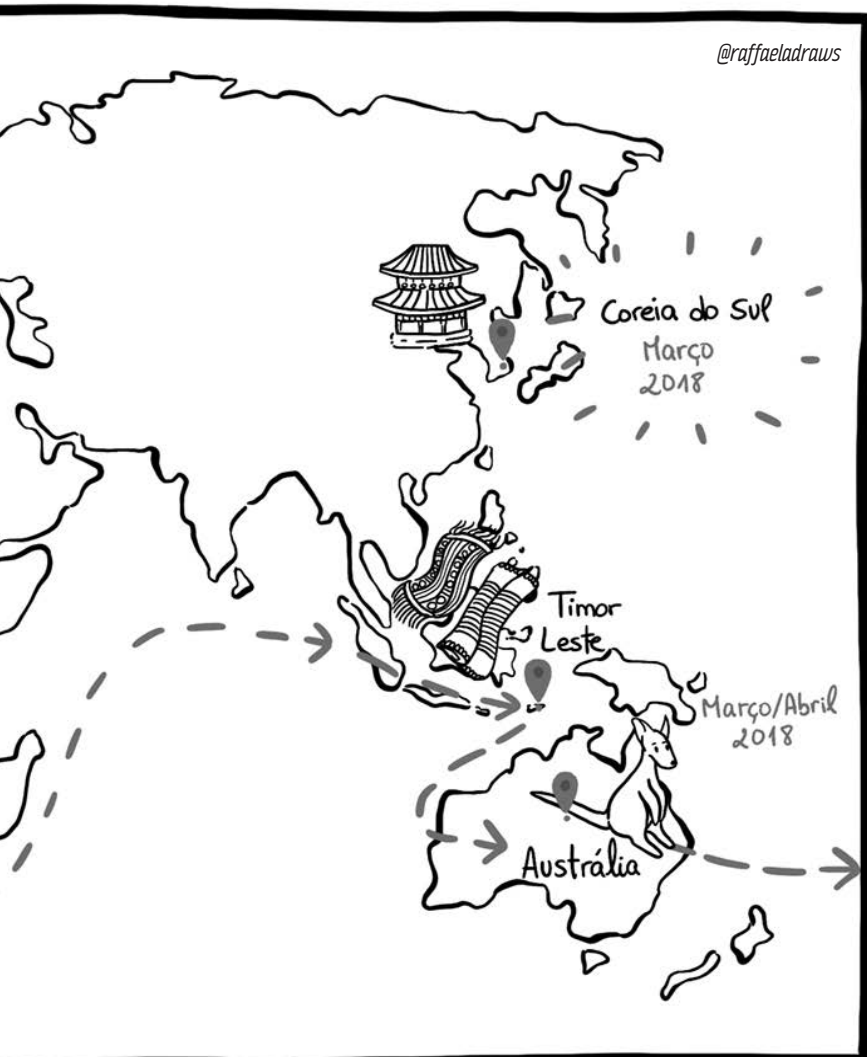 @raffaeladraws
Coreia do Sul
Março
2018
Timor
Leste
Março/Abril
2018
Austrália